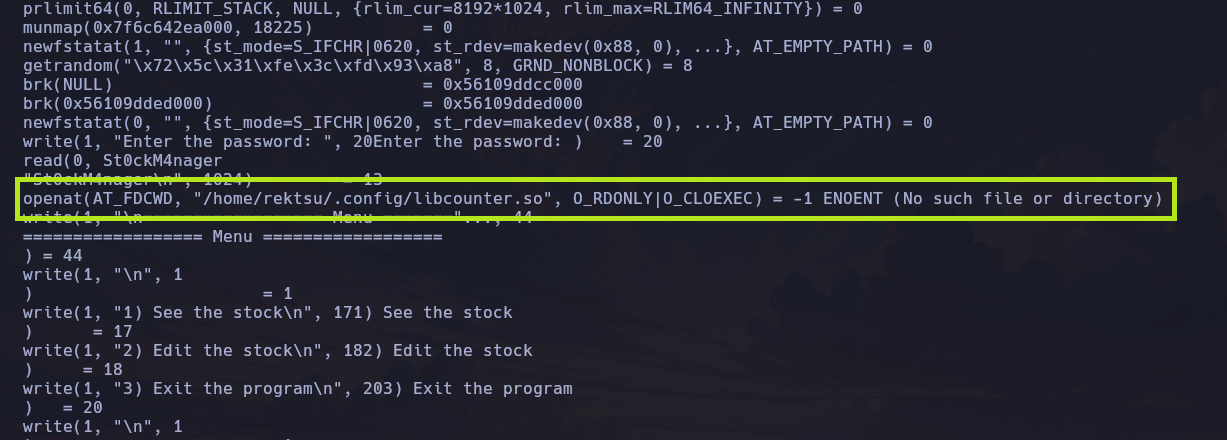 prlimit64(0, RLIMIT_STACK, NULL, {rlim_cur=8192*1024, rlim_max=RLIM64_INFINITY}) = 0
munmap(0x7f6c642ea000, 18225)           = 0
newfstatat(1, "", {st_mode=S_IFCHR|0620, st_rdev=makedev(0x88, 0), ...}, AT_EMPTY_PATH) = 0
getrandom("\x72\x5c\x31\xfe\x3c\xfd\x93\xa8", 8, GRND_NONBLOCK) = 8
brk(NULL)                               = 0x56109ddcc000
brk(0x56109dded000)                     = 0x56109dded000
newfstatat(0, "", {st_mode=S_IFCHR|0620, st_rdev=makedev(0x88, 0), ...}, AT_EMPTY_PATH) = 0
write(1, "Enter the password: ", 20Enter the password: )    = 20
read(0, St0ckM4nager
"St0ckM4nager\n", 1024)         = 13
openat(AT_FDCWD, "/home/rektsu/.config/libcounter.so", O_RDONLY|O_CLOEXEC) = -1 ENOENT (No such file or directory)
write(1, "\n================== Menu ======="..., 44
================== Menu ==================
) = 44
write(1, "\n", 1
)                       = 1
write(1, "1) See the stock\n", 171) See the stock
)      = 17
write(1, "2) Edit the stock\n", 182) Edit the stock
)     = 18
write(1, "3) Exit the program\n", 203) Exit the program
)   = 20
write(1, "\n", 1